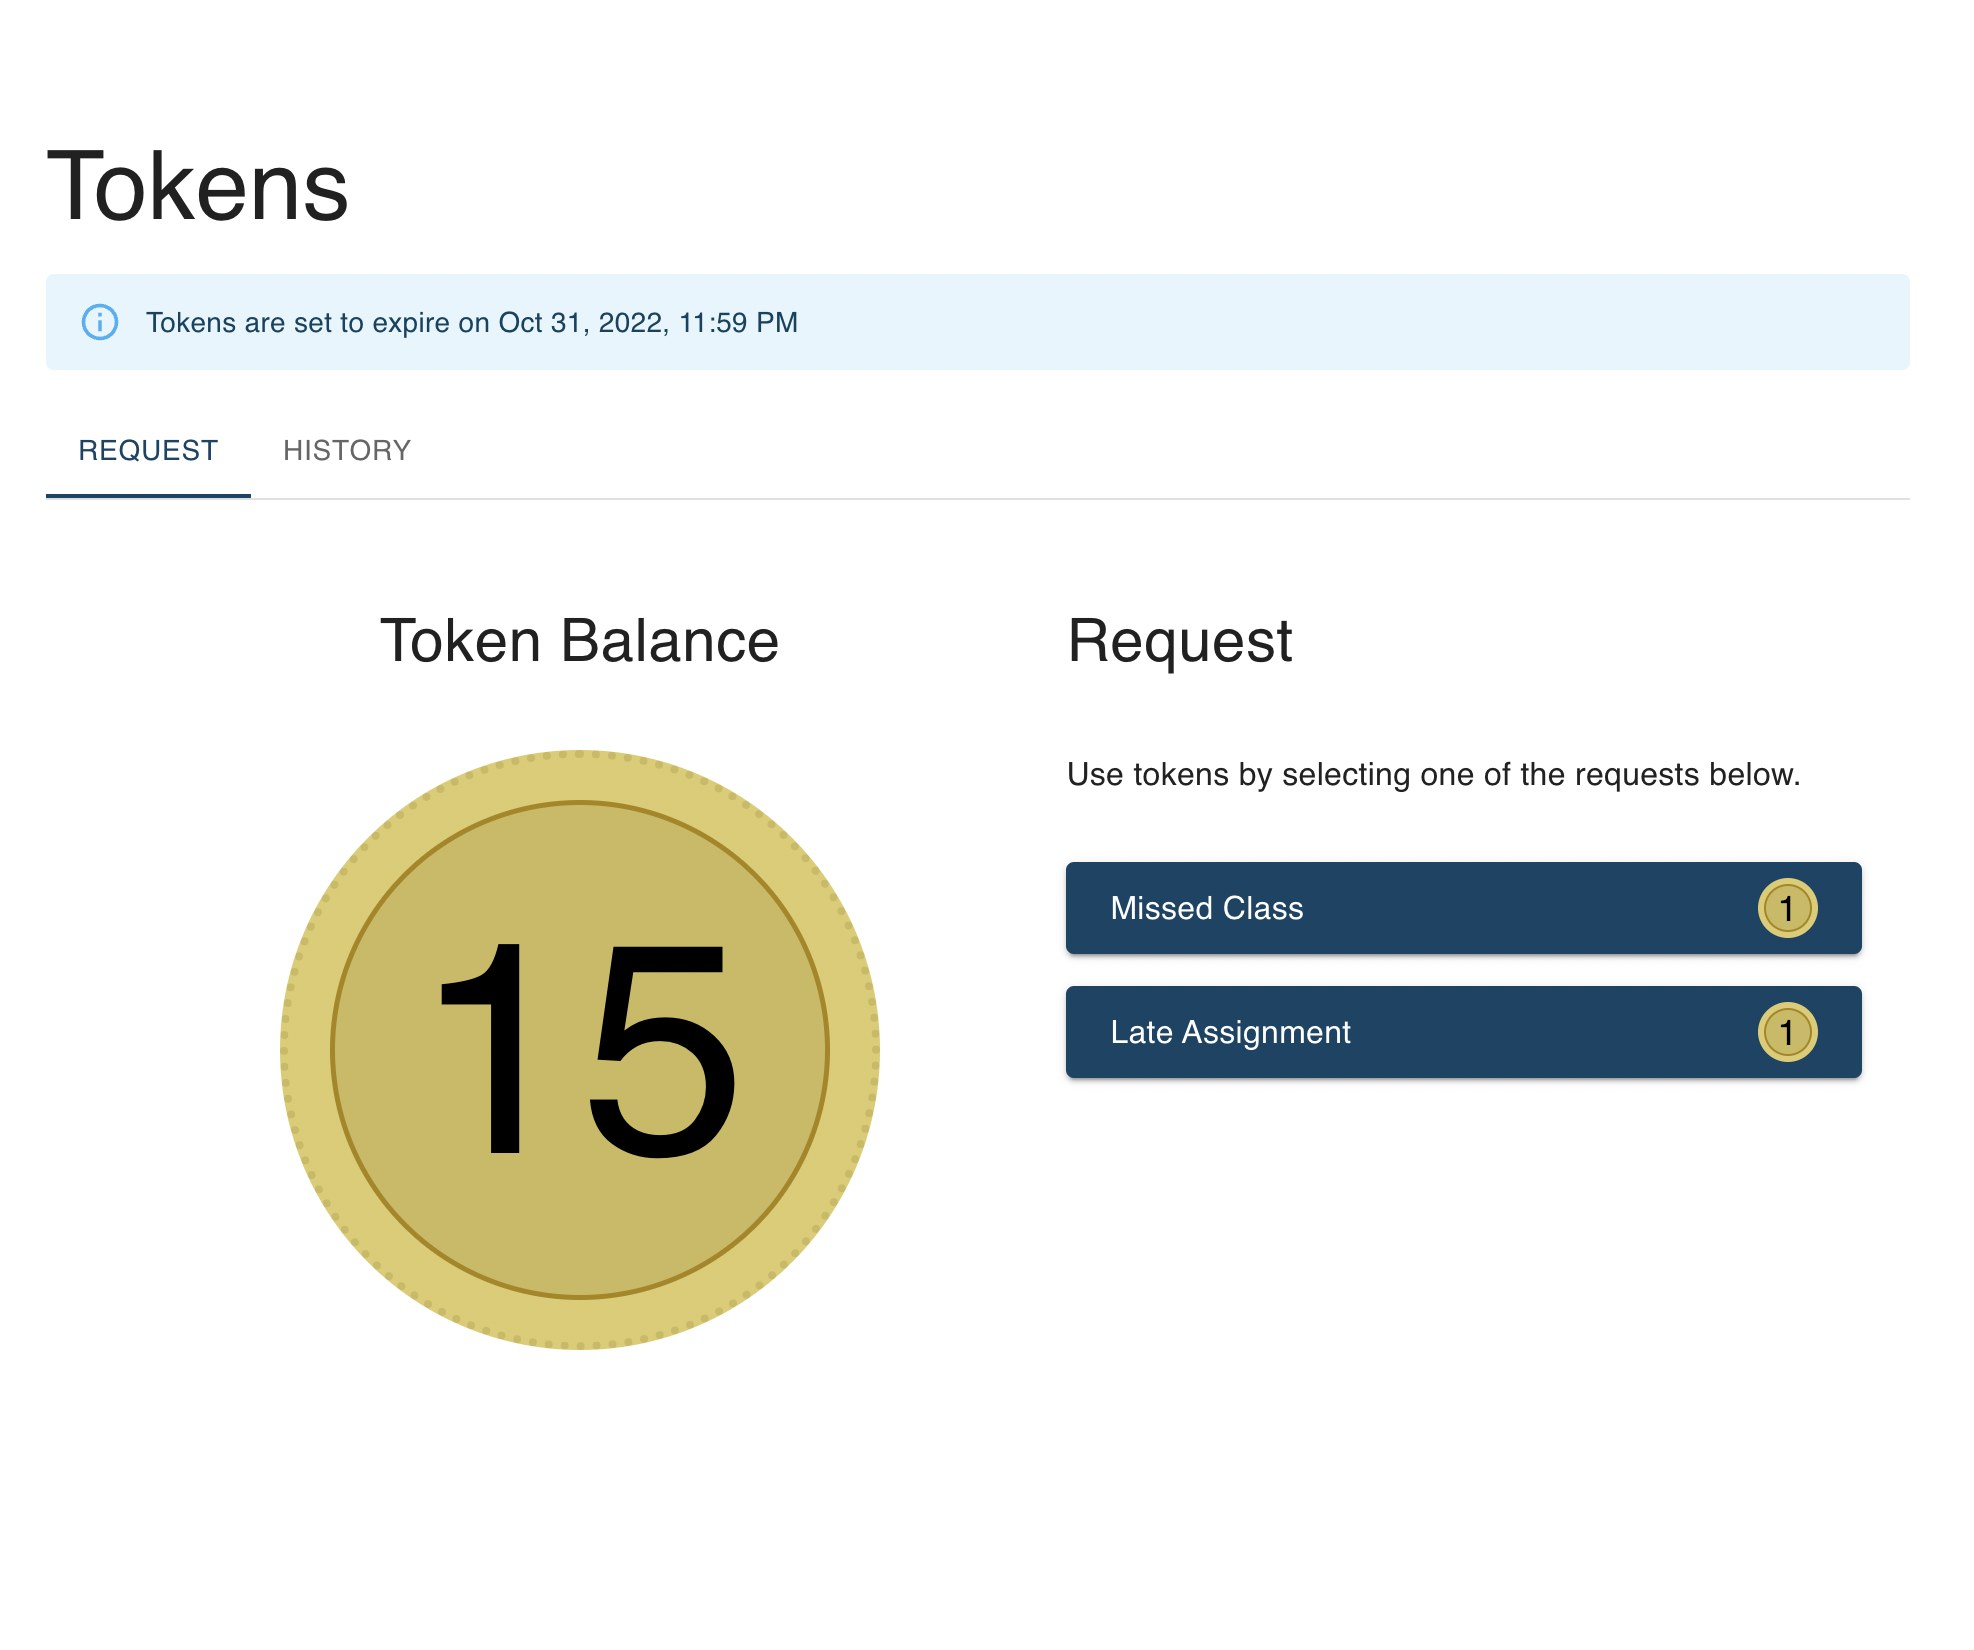 Tokens
Tokens are set to expire on Oct 31, 2022, 11:59 PM
REQUEST HISTORY
Token Balance
15
Request
Use tokens by selecting one of the requests below.
Missed Class 1
Late Assignment 1